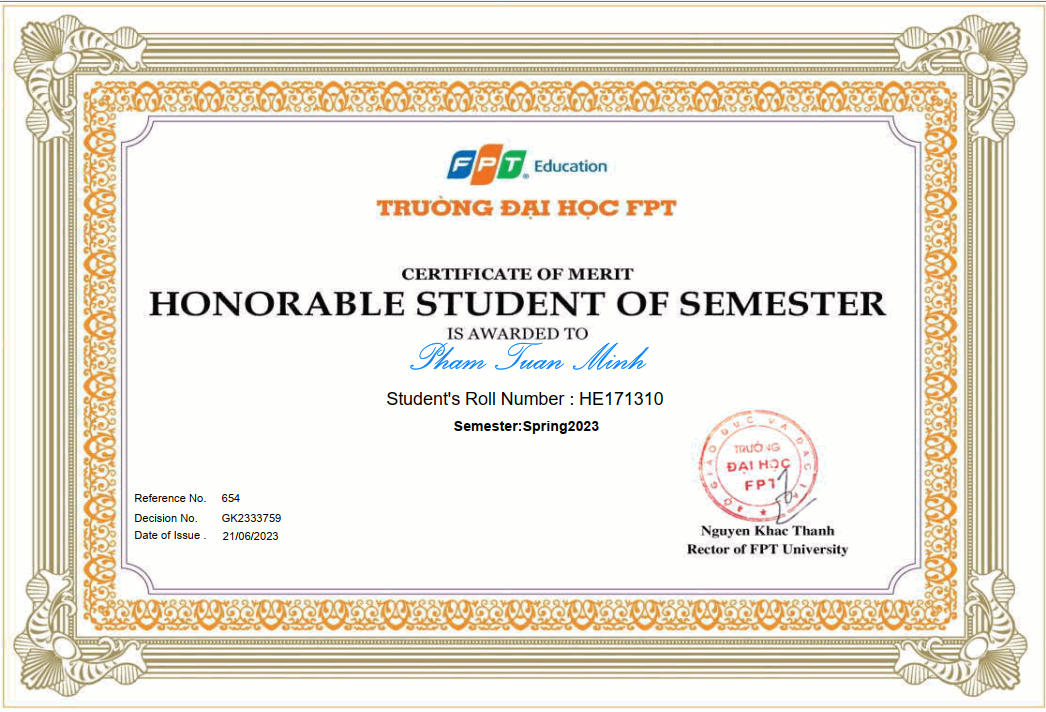 FPT Education
TRƯỜNG ĐẠI HỌC FPT
CERTIFICATE OF MERIT
HONORABLE STUDENT OF SEMESTER
IS AWARDED TO
Pham Tuan Minh
Student's Roll Number : HE171310
Semester:Spring2023
TRƯỜNG
ĐẠI HỌC
FPT
Reference No. 654
Decision No. GK2333759
Date of Issue . 21/06/2023
Nguyen Khac Thanh
Rector of FPT University